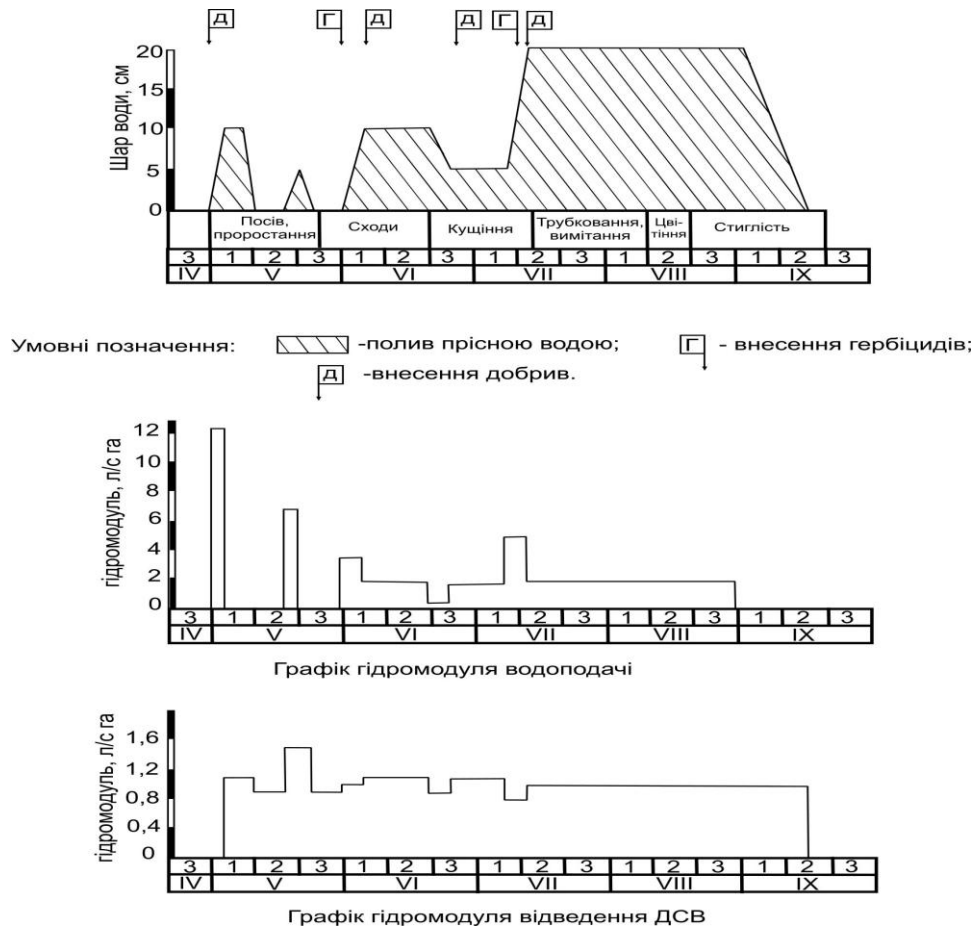 Д Г Д Д Г Д
Шар води, см
20
15
10
5
0
Посів, проростання Сходи Кущіння Трубковання, вимітання Цві-тіння Стиглість
3 1 2 3 1 2 3 1 2 3 1 2 3 1 2 3
IV V VI VII VIII IX
Умовні позначення: -полив прісною водою; Г - внесення гербіцидів;
Д -внесення добрив.
гідромодуль, л/с га
12
10
8
6
4
2
0
3 1 2 3 1 2 3 1 2 3 1 2 3 1 2 3
IV V VI VII VIII IX
Графік гідромодуля водоподачі
гідромодуль, л/с га
1,6
1,2
0,8
0,4
0
3 1 2 3 1 2 3 1 2 3 1 2 3 1 2 3
IV V VI VII VIII IX
Графік гідромодуля відведення ДСВ